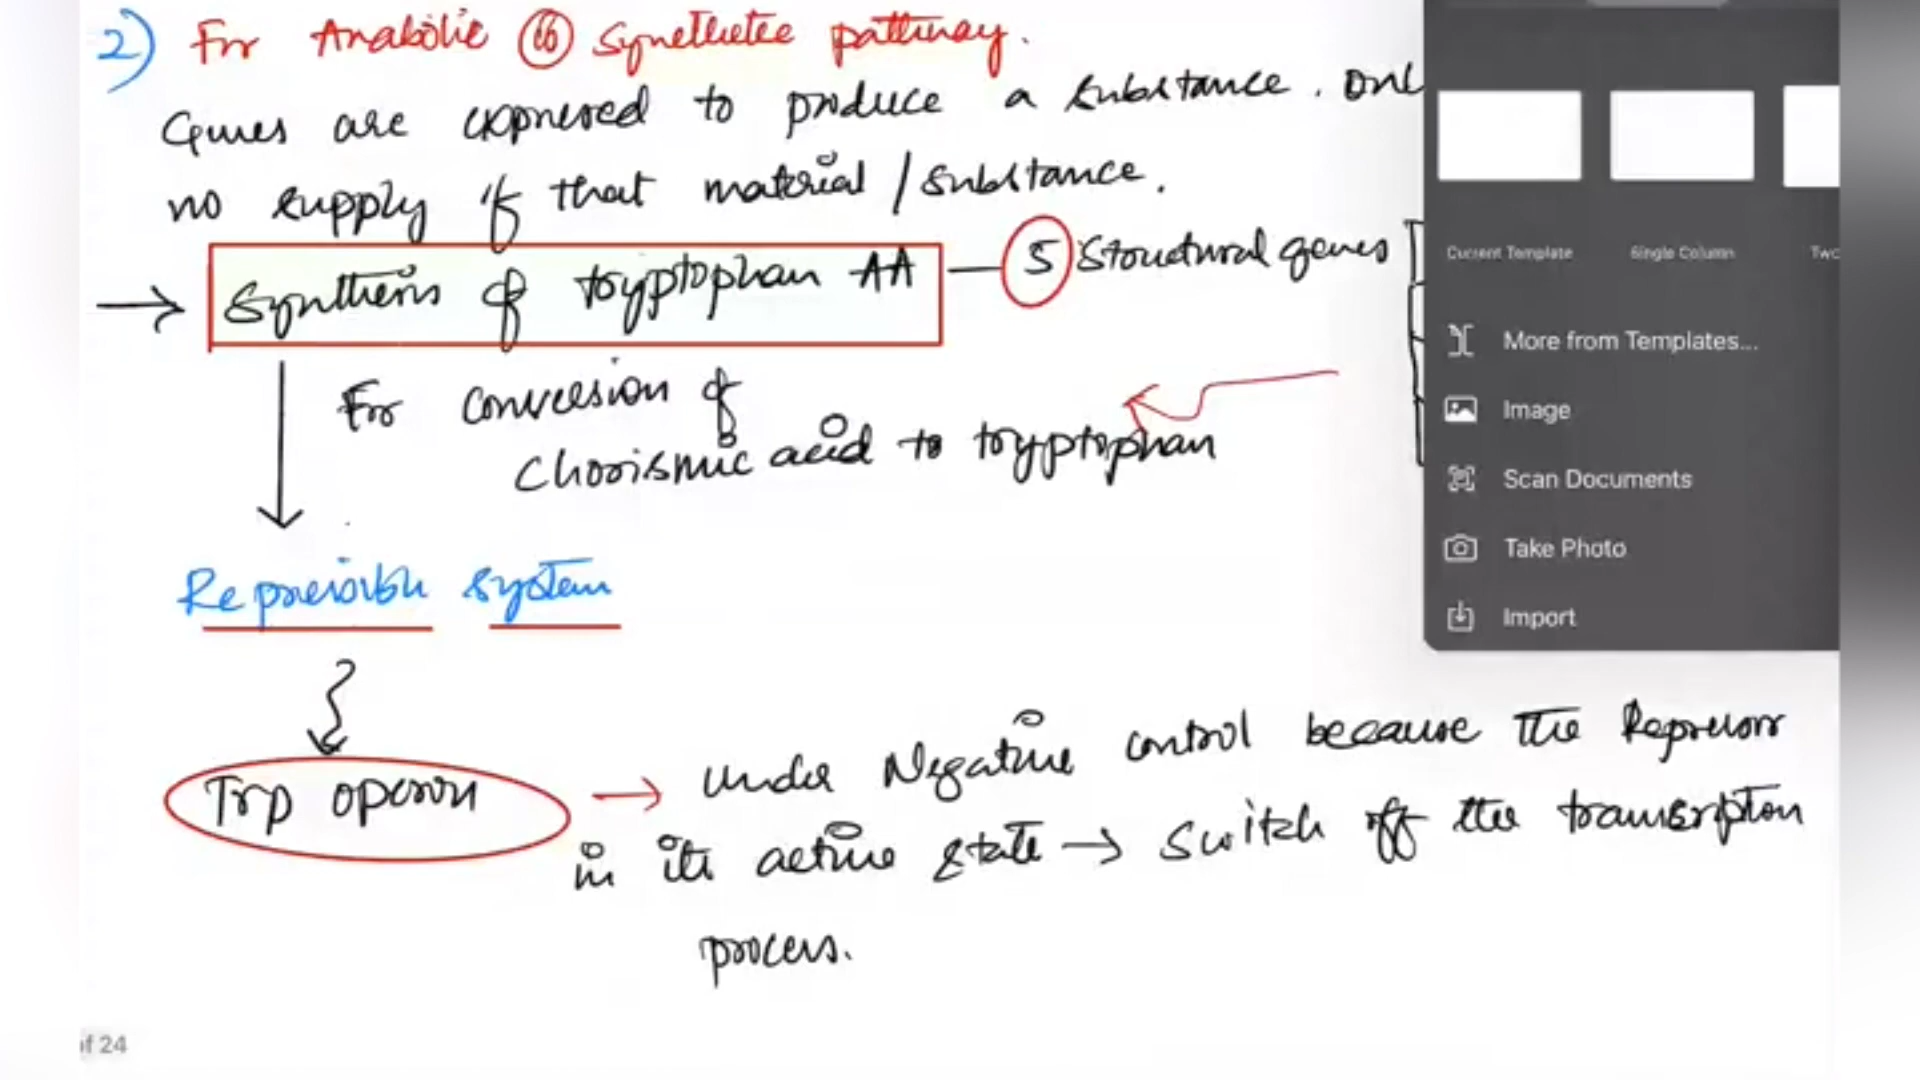 2) For Anabolic (or) Synthetic pathway.
Genes are expressed to produce a substance. Onl
no supply of that material / substance.
→ Synthesis of tryptophan AA — 5 Structural genes
For conversion of
Chorismic acid to tryptophan
Repressible system
Trp operon → under Negative control because the Repressor
in its active state → switch off the transcription
process.
of 24
Current Template
Single Column
Two
More from Templates...
Image
Scan Documents
Take Photo
Import